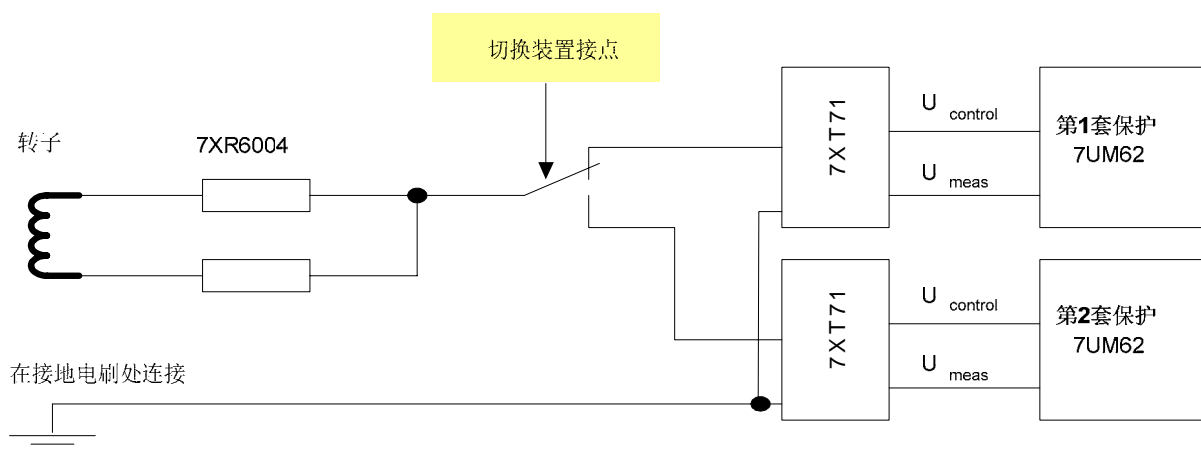 切换装置接点
转子
7XR6004
7XT71
U control
U meas
第1套保护
7UM62
7XT71
U control
U meas
第2套保护
7UM62
在接地电刷处连接